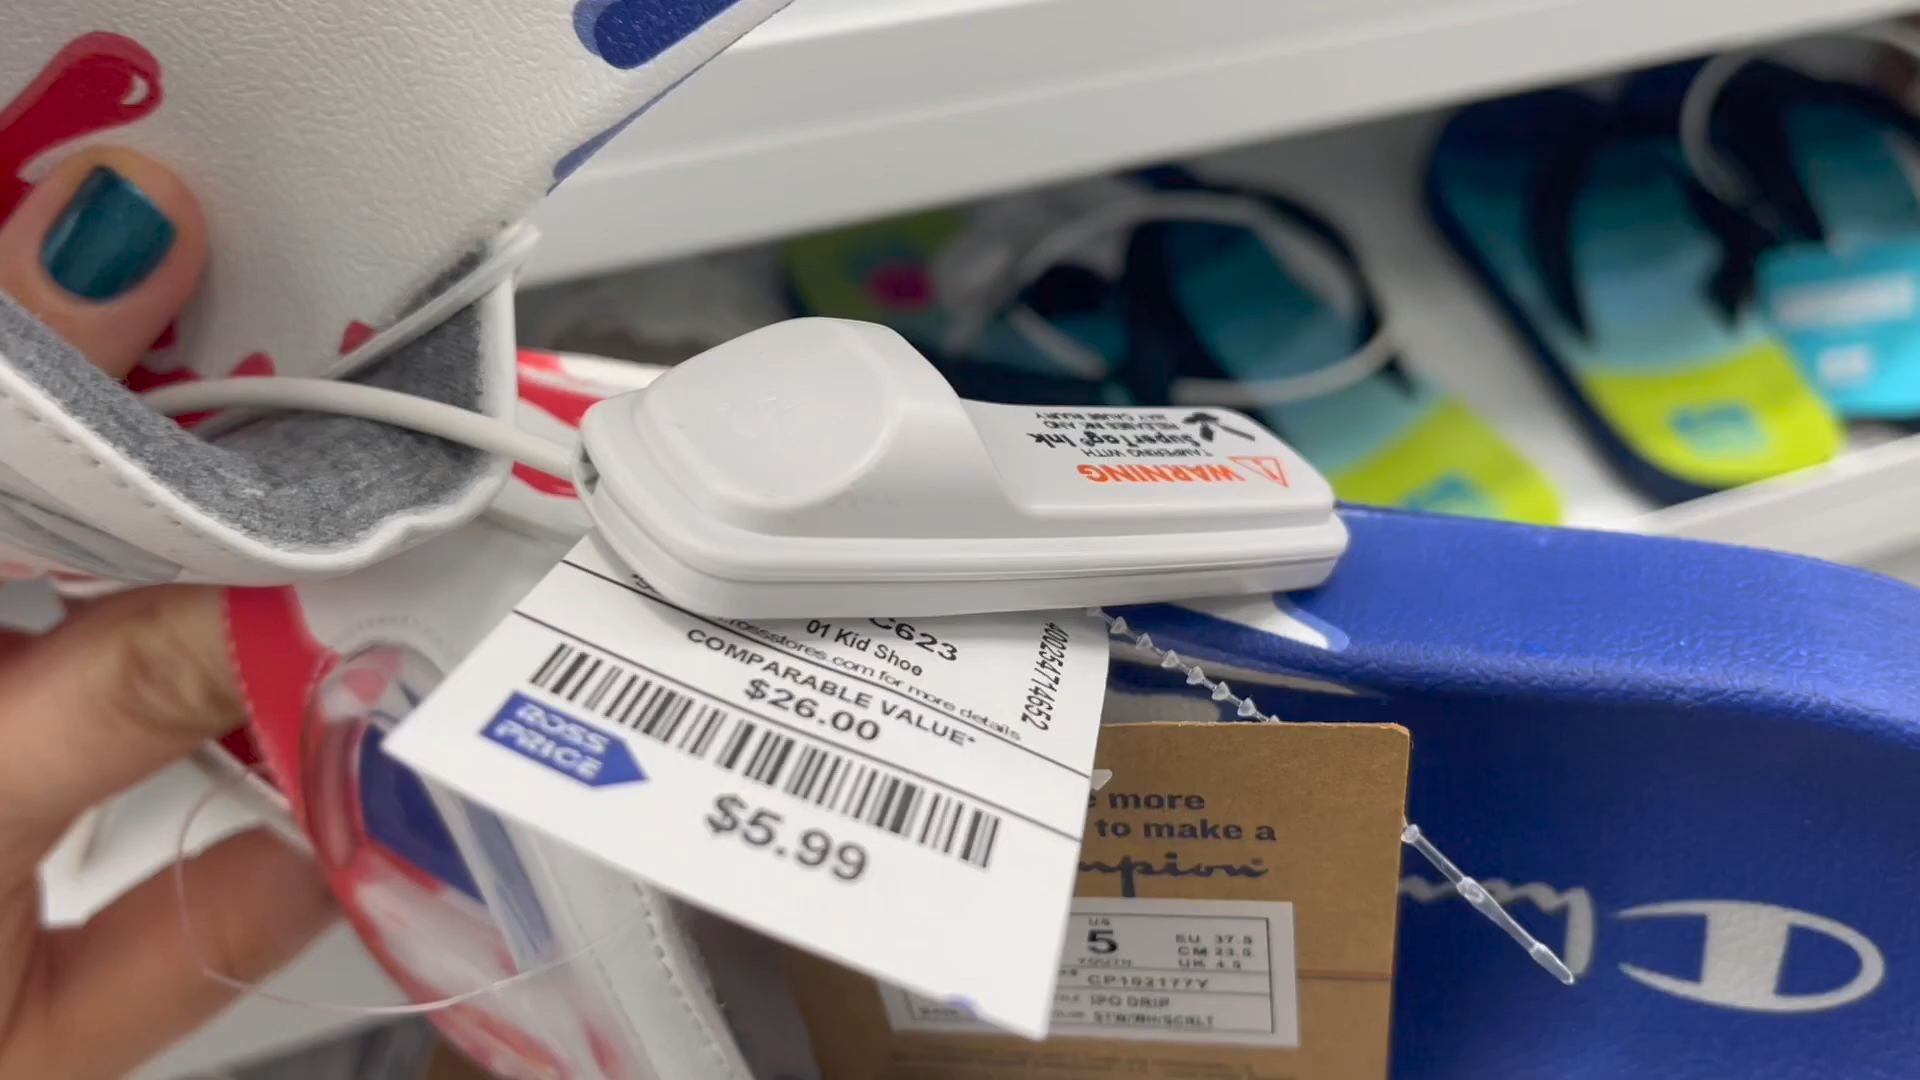 WARNING
TAMPERING WITH
SuperTag® Ink
RELEASES INK AND
MAY CAUSE INJURY
C623
01 Kid Shoe
rossstores.com for more details
COMPARABLE VALUE*
$26.00
400254714652
ROSS
PRICE
$5.99
more
to make a
US
5
YOUTH
EU 37.5
CM 23.5
UK 4.5
CP102177Y
IPO DRIP